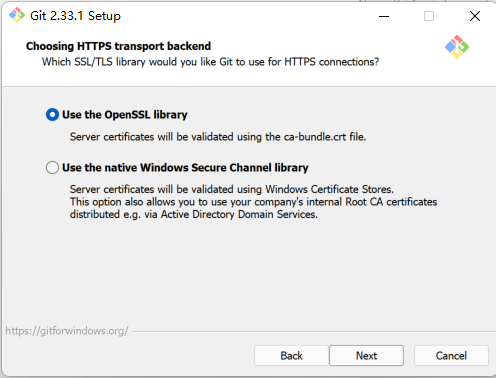 Git 2.33.1 Setup
Choosing HTTPS transport backend
Which SSL/TLS library would you like Git to use for HTTPS connections?
Use the OpenSSL library
Server certificates will be validated using the ca-bundle.crt file.
Use the native Windows Secure Channel library
Server certificates will be validated using Windows Certificate Stores.
This option also allows you to use your company's internal Root CA certificates
distributed e.g. via Active Directory Domain Services.
https://gitforwindows.org/
Back Next Cancel